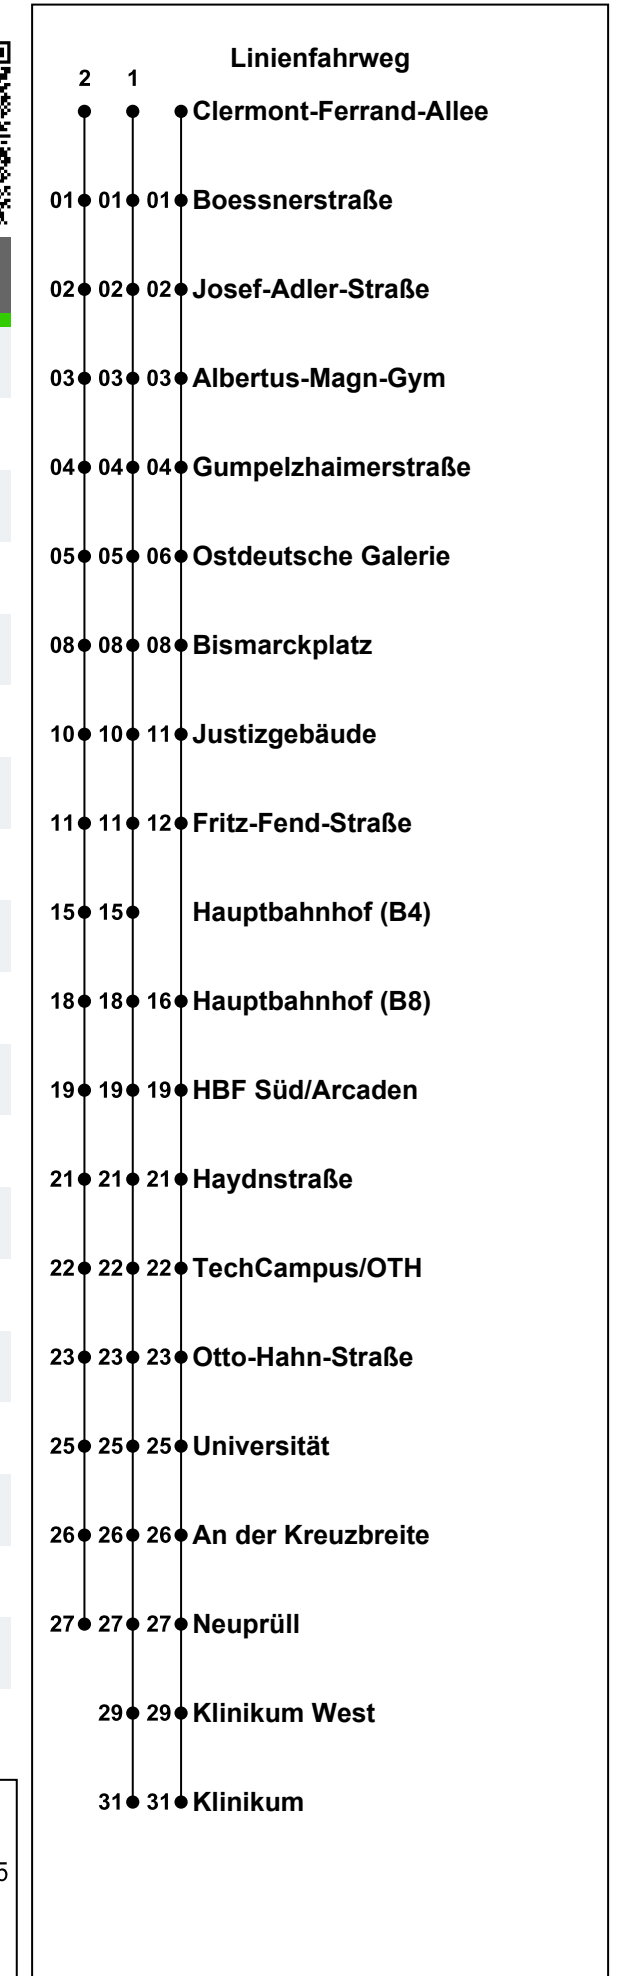 Linienfahrweg
2 1
Clermont-Ferrand-Allee
01 01 01 Boessnerstraße
02 02 02 Josef-Adler-Straße
03 03 03 Albertus-Magn-Gym
04 04 04 Gumpelzhaimerstraße
05 05 06 Ostdeutsche Galerie
08 08 08 Bismarckplatz
10 10 11 Justizgebäude
11 11 12 Fritz-Fend-Straße
15 15 Hauptbahnhof (B4)
18 18 16 Hauptbahnhof (B8)
19 19 19 HBF Süd/Arcaden
21 21 21 Haydnstraße
22 22 22 TechCampus/OTH
23 23 23 Otto-Hahn-Straße
25 25 25 Universität
26 26 26 An der Kreuzbreite
27 27 27 Neuprüll
29 29 Klinikum West
31 31 Klinikum